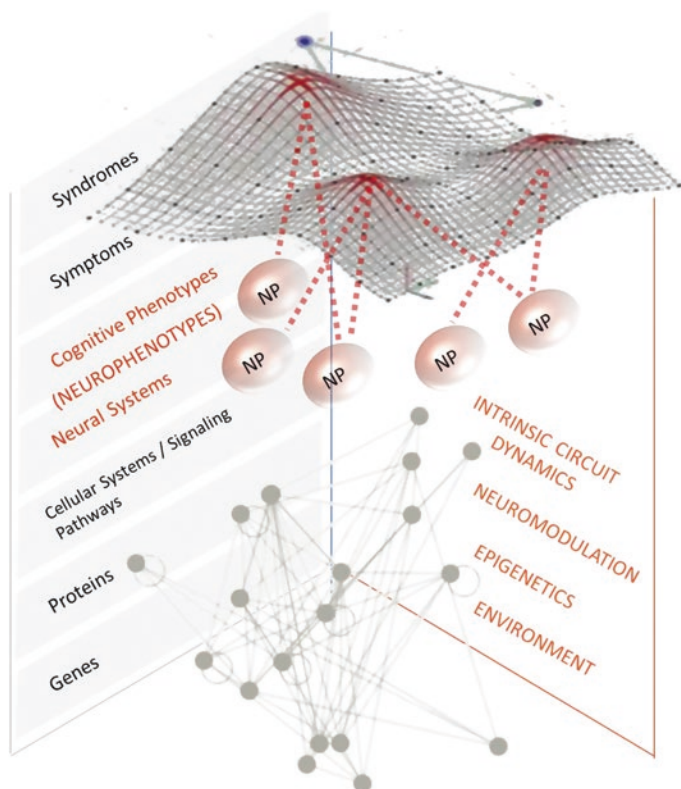 Syndromes
Symptoms
Cognitive Phenotypes
(NEUROPHENOTYPES)
Neural Systems
Cellular Systems / Signaling
Pathways
Proteins
Genes
NP
NP
NP
NP
NP
INTRINSIC CIRCUIT
DYNAMICS
NEUROMODULATION
EPIGENETICS
ENVIRONMENT